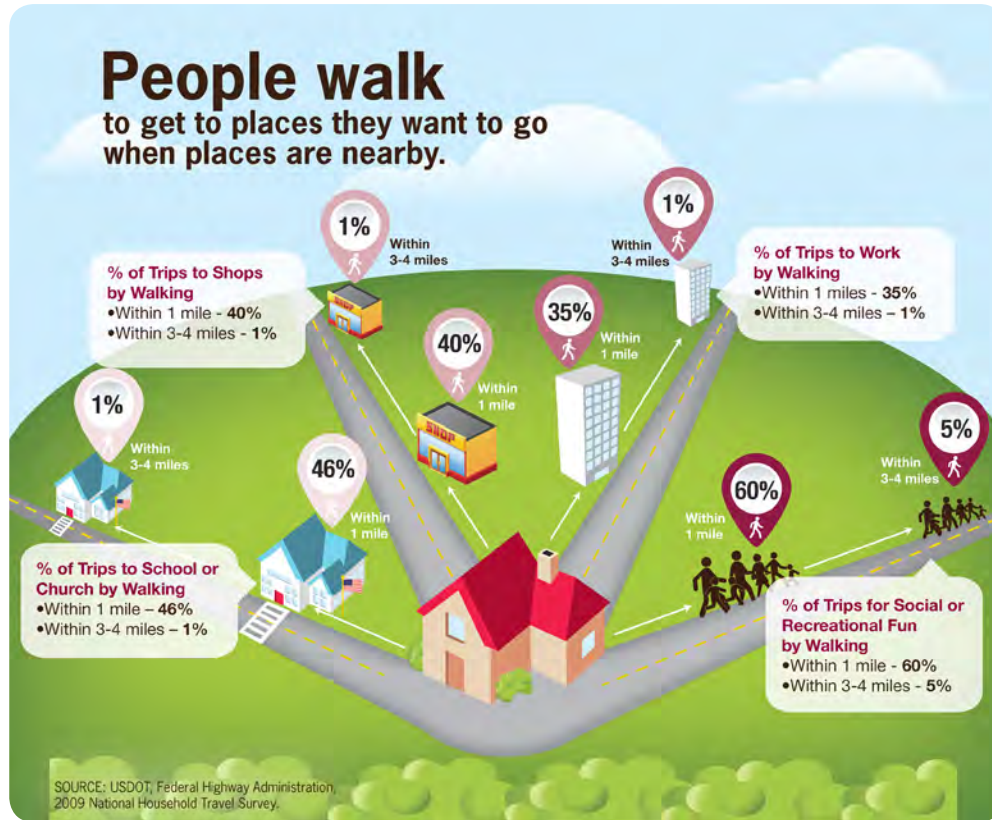 People walk
to get to places they want to go
when places are nearby.
1%
Within
3-4 miles
1%
Within
3-4 miles
% of Trips to Shops
by Walking
•Within 1 mile - 40%
•Within 3-4 miles - 1%
% of Trips to Work
by Walking
•Within 1 miles - 35%
•Within 3-4 miles – 1%
SHOP
40%
Within
1 mile
SHOP
35%
Within
1 mile
1%
Within
3-4 miles
46%
Within
1 mile
60%
Within
1 mile
5%
Within
3-4 miles
% of Trips to School or
Church by Walking
•Within 1 mile – 46%
•Within 3-4 miles – 1%
% of Trips for Social or
Recreational Fun
by Walking
•Within 1 mile - 60%
•Within 3-4 miles - 5%
SOURCE: USDOT, Federal Highway Administration,
2009 National Household Travel Survey.